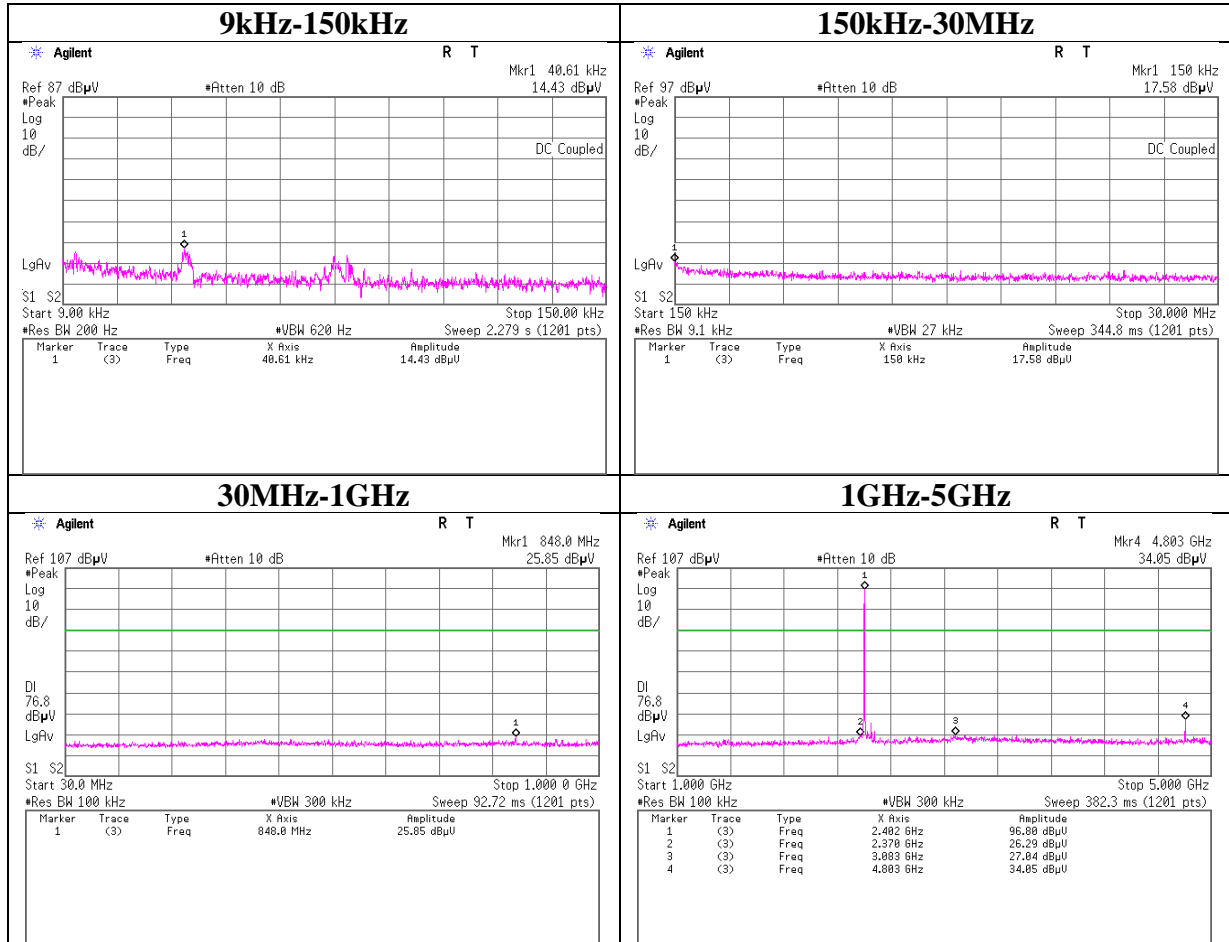 9kHz-150kHz
Agilent R T
Mkr1 40.61 kHz
Ref 87 dBµV #Atten 10 dB 14.43 dBµV
#Peak
Log
10
dB/
DC Coupled
1
LgAv
S1 S2
Start 9.00 kHz Stop 150.00 kHz
#Res BW 200 Hz #VBW 620 Hz Sweep 2.279 s (1201 pts)
Marker Trace Type X Axis Amplitude
1 (3) Freq 40.61 kHz 14.43 dBµV
150kHz-30MHz
Agilent R T
Mkr1 150 kHz
Ref 97 dBµV #Atten 10 dB 17.58 dBµV
#Peak
Log
10
dB/
DC Coupled
1
LgAv
S1 S2
Start 150 kHz Stop 30.000 MHz
#Res BW 9.1 kHz #VBW 27 kHz Sweep 344.8 ms (1201 pts)
Marker Trace Type X Axis Amplitude
1 (3) Freq 150 kHz 17.58 dBµV
30MHz-1GHz
Agilent R T
Mkr1 848.0 MHz
Ref 107 dBµV #Atten 10 dB 25.85 dBµV
#Peak
Log
10
dB/
DI
76.8
dBµV
1
LgAv
S1 S2
Start 30.0 MHz Stop 1.000 0 GHz
#Res BW 100 kHz #VBW 300 kHz Sweep 92.72 ms (1201 pts)
Marker Trace Type X Axis Amplitude
1 (3) Freq 848.0 MHz 25.85 dBµV
1GHz-5GHz
Agilent R T
Mkr4 4.803 GHz
Ref 107 dBµV #Atten 10 dB 34.05 dBµV
#Peak
1
Log
10
dB/
DI
76.8
dBµV
4
2 3
LgAv
S1 S2
Start 1.000 GHz Stop 5.000 GHz
#Res BW 100 kHz #VBW 300 kHz Sweep 382.3 ms (1201 pts)
Marker Trace Type X Axis Amplitude
1 (3) Freq 2.402 GHz 96.80 dBµV
2 (3) Freq 2.370 GHz 26.29 dBµV
3 (3) Freq 3.083 GHz 27.04 dBµV
4 (3) Freq 4.803 GHz 34.05 dBµV